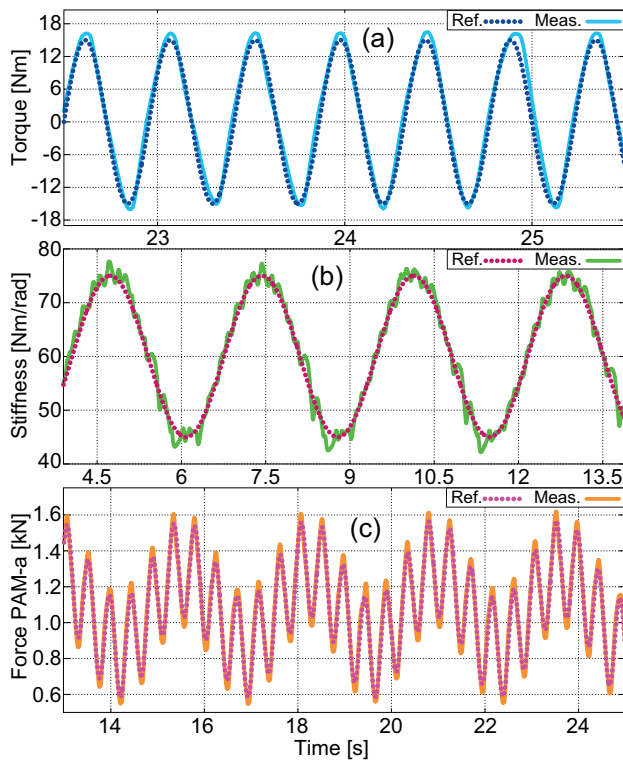 Ref. Meas.
(a)
Torque [Nm]
18
12
6
0
-6
-12
-18
23 24 25
Ref. Meas.
(b)
Stiffness [Nm/rad]
80
70
60
50
40
4.5 6 7.5 9 10.5 12 13.5
Ref. Meas.
(c)
Force PAM-a [kN]
1.6
1.4
1.2
1.0
0.8
0.6
14 16 18 20 22 24
Time [s]